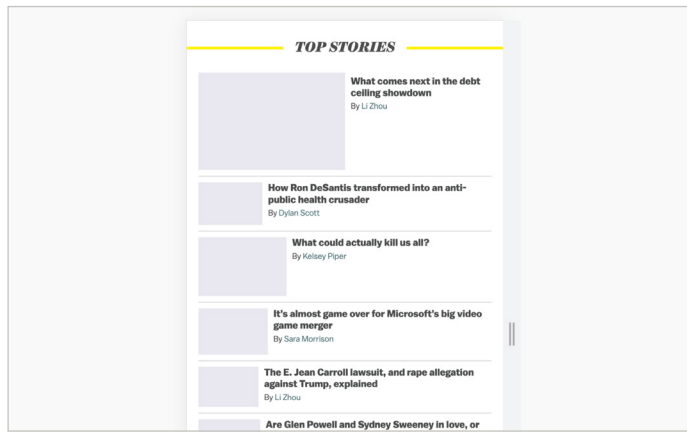 TOP STORIES
What comes next in the debt
ceiling showdown
By Li Zhou
How Ron DeSantis transformed into an anti-
public health crusader
By Dylan Scott
What could actually kill us all?
By Kelsey Piper
It's almost game over for Microsoft's big video
game merger
By Sara Morrison
The E. Jean Carroll lawsuit, and rape allegation
against Trump, explained
By Li Zhou
Are Glen Powell and Sydney Sweeney in love, or